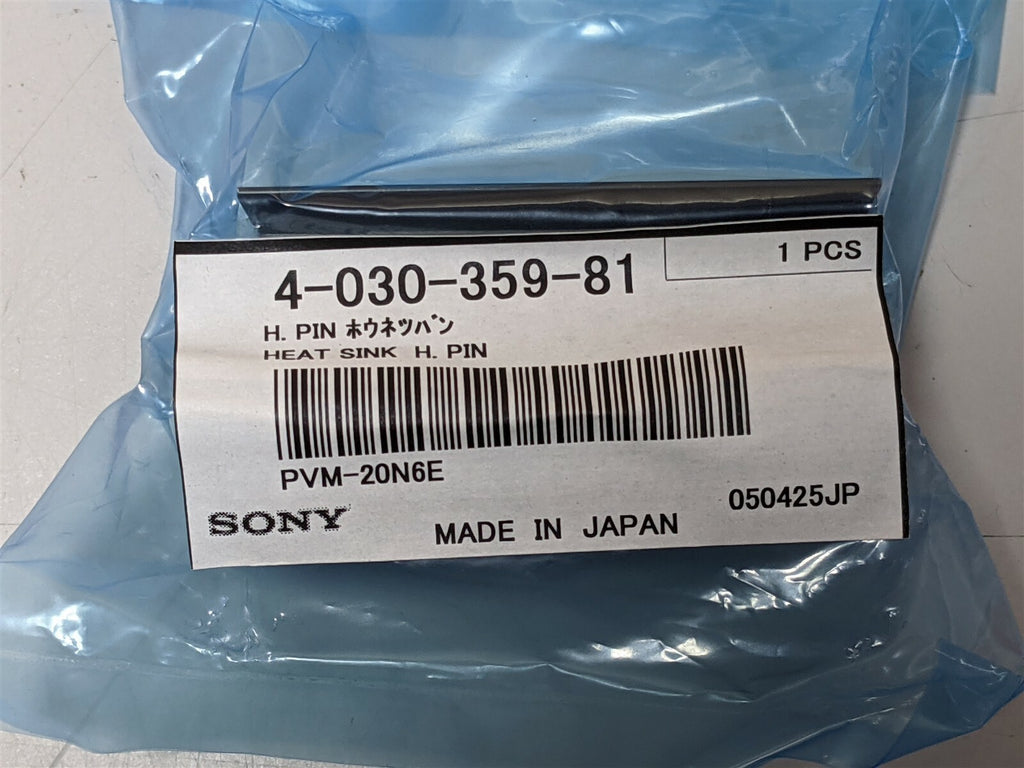 1 PCS
4-030-359-81
H. PIN ホウネツバン
HEAT SINK H. PIN
PVM-20N6E
050425JP
SONY
MADE IN JAPAN